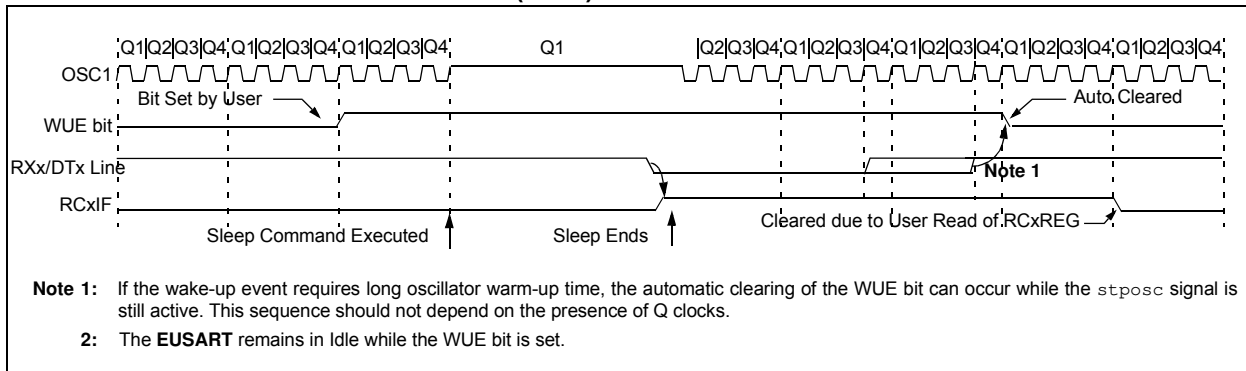 Q1 Q2 Q3 Q4 Q1 Q2 Q3 Q4 Q1 Q2 Q3 Q4 Q1 Q2 Q3 Q4 Q1 Q2 Q3 Q4 Q1 Q2 Q3 Q4 Q1 Q2 Q3 Q4 Q1 Q2 Q3 Q4
OSC1
Bit Set by User
Auto Cleared
WUE bit
RXx/DTx Line
Note 1
RCxIF
Cleared due to User Read of RCxREG
Sleep Command Executed
Sleep Ends
Note 1: If the wake-up event requires long oscillator warm-up time, the automatic clearing of the WUE bit can occur while the stposc signal is
still active. This sequence should not depend on the presence of Q clocks.
2: The EUSART remains in Idle while the WUE bit is set.